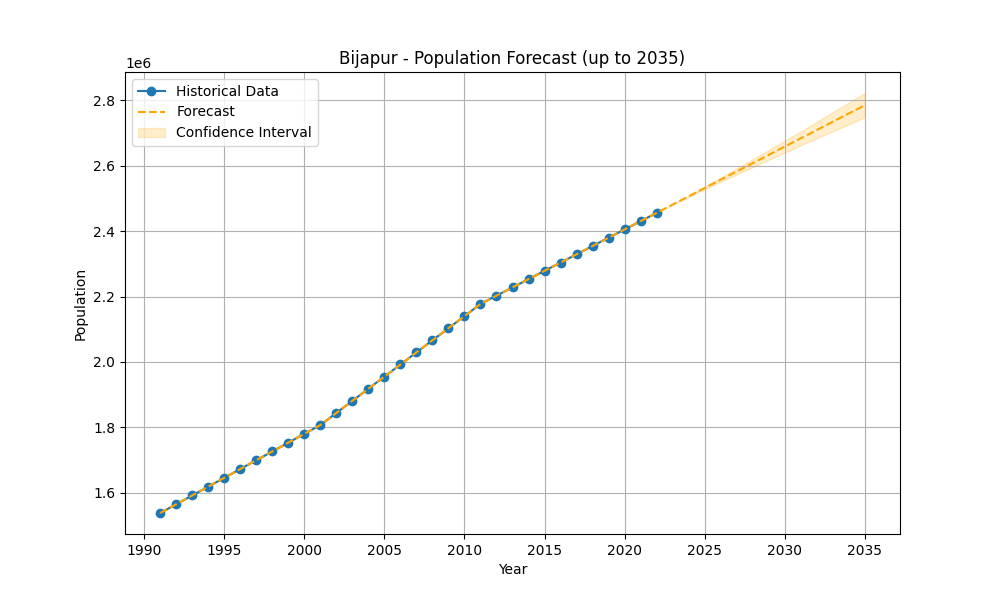 Bijapur - Population Forecast (up to 2035)
1e6
Historical Data
Forecast
Confidence Interval
2.8
2.6
2.4
2.2
2.0
1.8
1.6
Population
1990 1995 2000 2005 2010 2015 2020 2025 2030 2035
Year